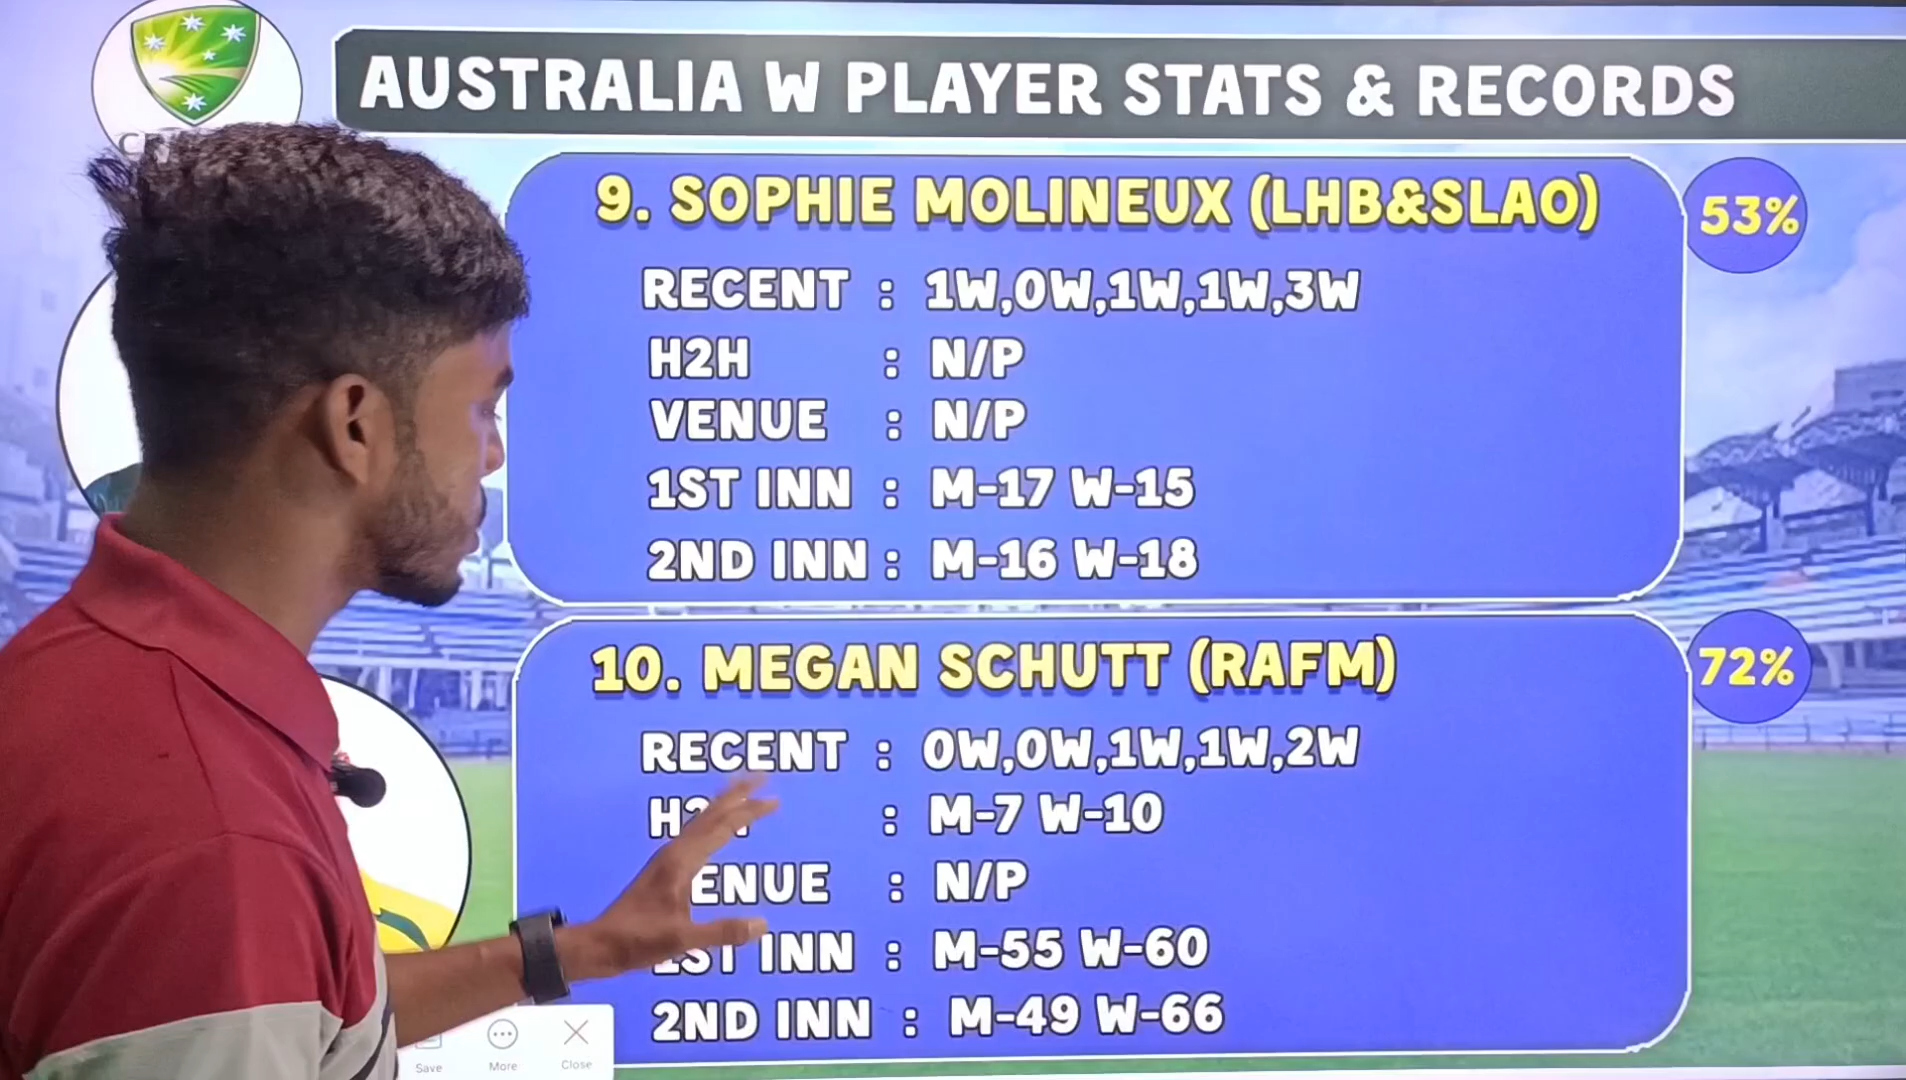 AUSTRALIA W PLAYER STATS & RECORDS
9. SOPHIE MOLINEUX (LHB&SLAO)
53%
RECENT : 1W,0W,1W,1W,3W
H2H : N/P
VENUE : N/P
1ST INN : M-17 W-15
2ND INN : M-16 W-18
10. MEGAN SCHUTT (RAFM)
72%
RECENT : 0W,0W,1W,1W,2W
H2H : M-7 W-10
ENUE : N/P
1ST INN : M-55 W-60
2ND INN : M-49 W-66
Save More Close